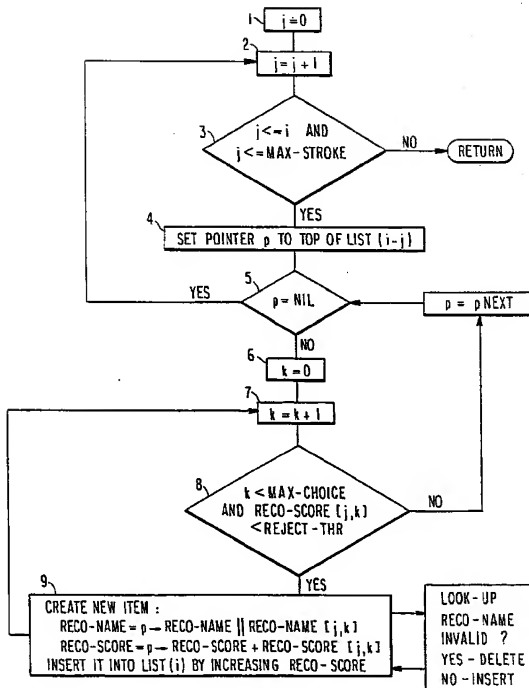 1
j=0
2
j=j+1
3
j<=i AND
j<=MAX-STROKE
NO
RETURN
YES
4
SET POINTER p TO TOP OF LIST (i-j)
5
YES
p=NIL
p = p NEXT
NO
6
k=0
7
k=k+1
8
k<MAX-CHOICE
AND RECO-SCORE [j,k]
<REJECT-THR
NO
YES
9
CREATE NEW ITEM :
RECO-NAME = p→ RECO-NAME || RECO-NAME [j,k]
RECO-SCORE=p→ RECO-SCORE + RECO-SCORE [j,k]
INSERT IT INTO LIST(i) BY INCREASING RECO-SCORE
LOOK-UP
RECO-NAME
INVALID ?
YES-DELETE
NO-INSERT